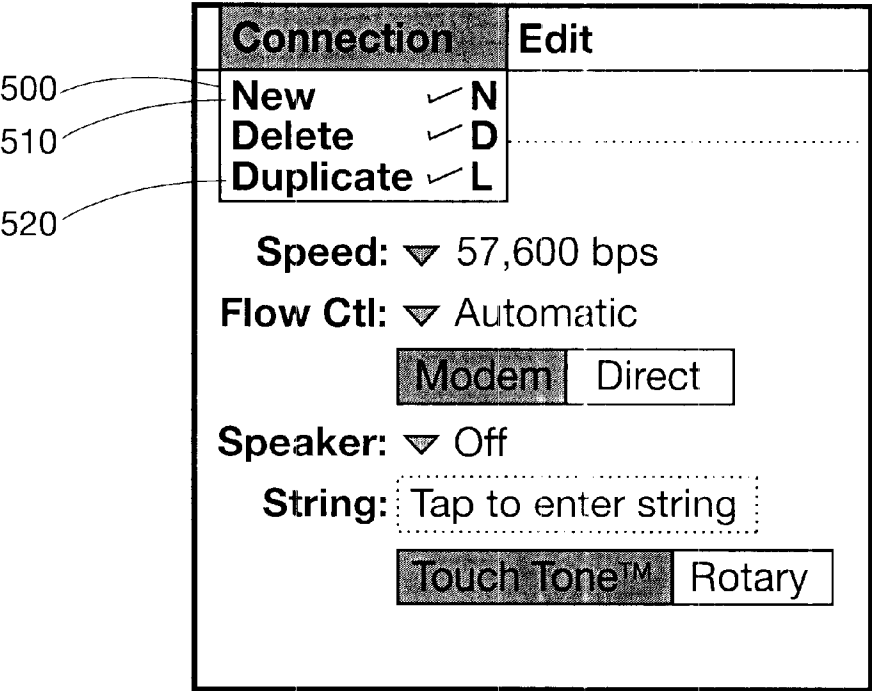 Connection Edit
500 New ✓ N
510 Delete ✓ D
520 Duplicate ✓ L
Speed: ▼ 57,600 bps
Flow Ctl: ▼ Automatic
Modem Direct
Speaker: ▼ Off
String: Tap to enter string
Touch Tone™ Rotary